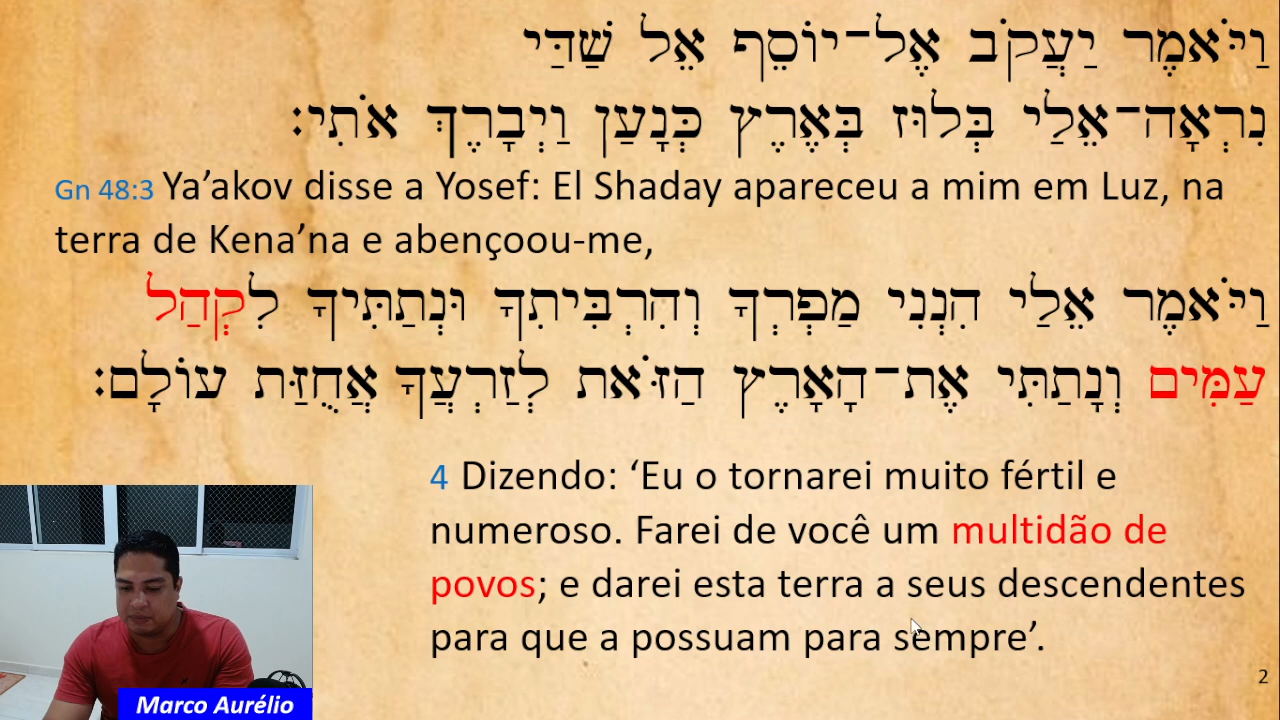 וַיֹּאמֶר יַעֲקֹב אֶל־יוֹסֵף אֵל שַׁדַּי
נִרְאָה־אֵלַי בְּלוּז בְּאֶרֶץ כְּנָעַן וַיְבָרֶךְ אֹתִי׃
Gn 48:3 Ya’akov disse a Yosef: El Shaday apareceu a mim em Luz, na
terra de Kena’na e abençoou-me,
וַיֹּאמֶר אֵלַי הִנְנִי מַפְרְךָ וְהִרְבִּיתִךָ וּנְתַתִּיךָ לִקְהַל
עַמִּים וְנָתַתִּי אֶת־הָאָרֶץ הַזֹּאת לְזַרְעֲךָ אֲחֻזַּת עוֹלָם׃
4 Dizendo: ‘Eu o tornarei muito fértil e
numeroso. Farei de você um multidão de
povos; e darei esta terra a seus descendentes
para que a possuam para sempre’.
2
Marco Aurélio